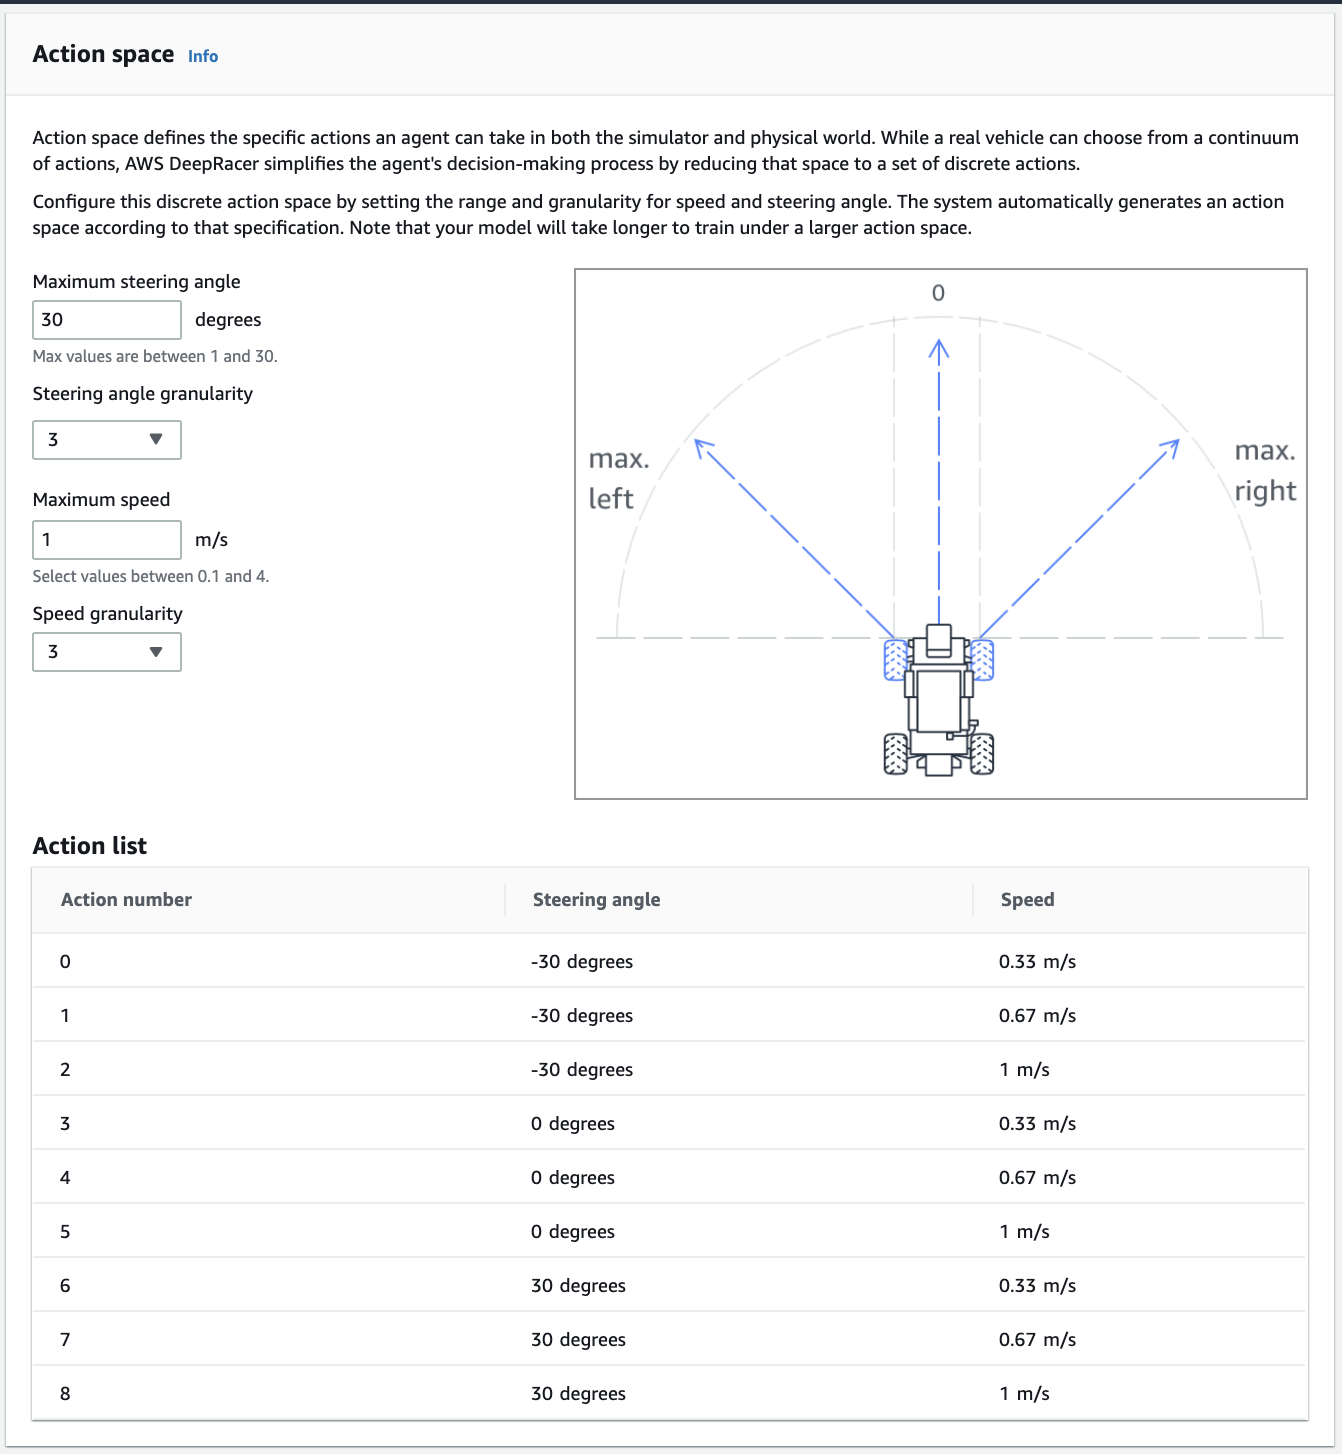 Action space Info
Action space defines the specific actions an agent can take in both the simulator and physical world. While a real vehicle can choose from a continuum
of actions, AWS DeepRacer simplifies the agent's decision-making process by reducing that space to a set of discrete actions.
Configure this discrete action space by setting the range and granularity for speed and steering angle. The system automatically generates an action
space according to that specification. Note that your model will take longer to train under a larger action space.
Maximum steering angle
30 degrees
Max values are between 1 and 30.
Steering angle granularity
3
Maximum speed
1 m/s
Select values between 0.1 and 4.
Speed granularity
3
0
max.
left
max.
right
Action list
Action number Steering angle Speed
0 -30 degrees 0.33 m/s
1 -30 degrees 0.67 m/s
2 -30 degrees 1 m/s
3 0 degrees 0.33 m/s
4 0 degrees 0.67 m/s
5 0 degrees 1 m/s
6 30 degrees 0.33 m/s
7 30 degrees 0.67 m/s
8 30 degrees 1 m/s